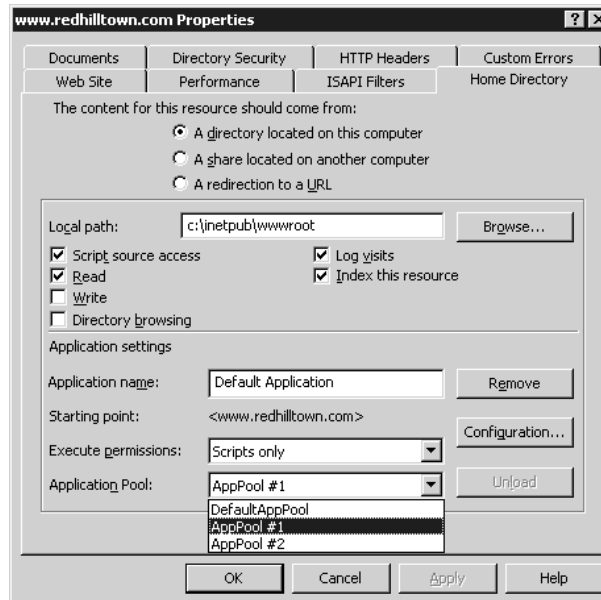 www.redhilltown.com Properties
Documents Directory Security HTTP Headers Custom Errors
Web Site Performance ISAPI Filters Home Directory
The content for this resource should come from:
A directory located on this computer
A share located on another computer
A redirection to a URL
Local path: c:\inetpub\wwwroot Browse...
Script source access Log visits
Read Index this resource
Write
Directory browsing
Application settings
Application name: Default Application Remove
Starting point: <www.redhilltown.com>
Configuration...
Execute permissions: Scripts only
Application Pool: AppPool #1 Unload
DefaultAppPool
AppPool #1
AppPool #2
OK Cancel Apply Help